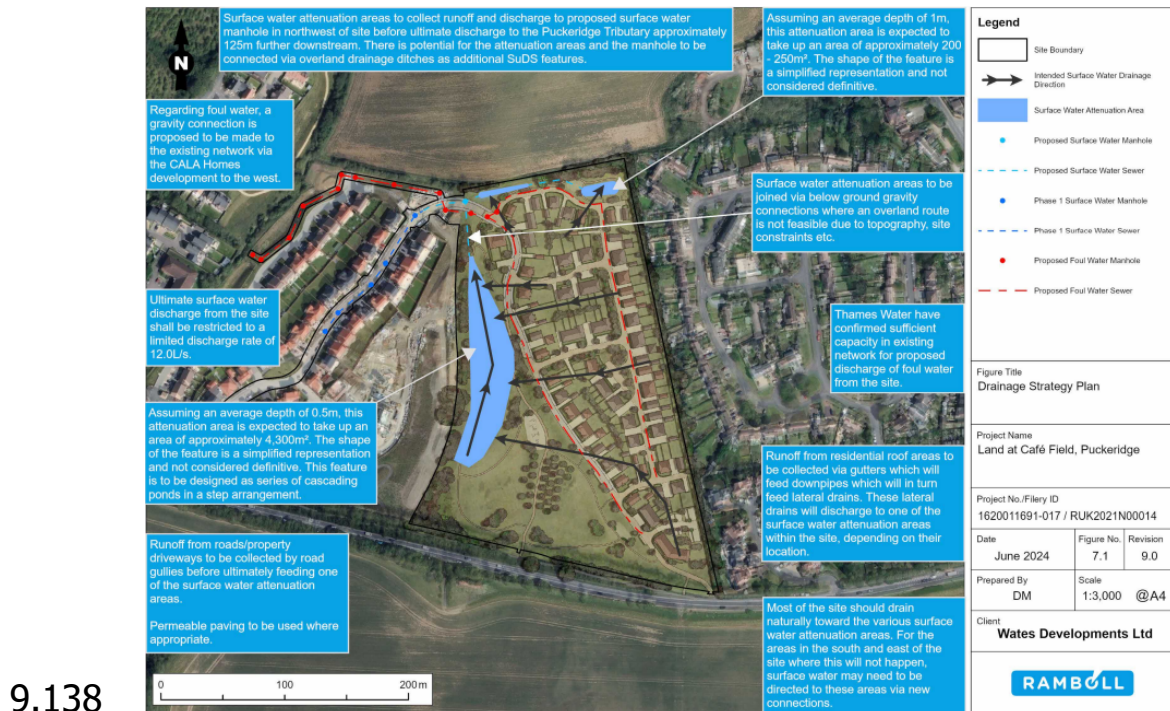 Surface water attenuation areas to collect runoff and discharge to proposed surface water
manhole in northwest of site before ultimate discharge to the Puckeridge Tributary approximately
125m further downstream. There is potential for the attenuation areas and the manhole to be
connected via overland drainage ditches as additional SuDS features.
Assuming an average depth of 1m,
this attenuation area is expected to
take up an area of approximately 200
- 250m². The shape of the feature is
a simplified representation and not
considered definitive.
N
Regarding foul water, a
gravity connection is
proposed to be made to
the existing network via
the CALA Homes
development to the west.
Surface water attenuation areas to be
joined via below ground gravity
connections where an overland route
is not feasible due to topography, site
constraints etc.
Ultimate surface water
discharge from the site
shall be restricted to a
limited discharge rate of
12.0L/s.
Thames Water have
confirmed sufficient
capacity in existing
network for proposed
discharge of foul water
from the site.
Assuming an average depth of 0.5m, this
attenuation area is expected to take up an
area of approximately 4,300m². The shape
of the feature is a simplified representation
and not considered definitive. This feature
is to be designed as series of cascading
ponds in a step arrangement.
Runoff from residential roof areas to
be collected via gutters which will
feed downpipes which will in turn
feed lateral drains. These lateral
drains will discharge to one of the
surface water attenuation areas
within the site, depending on their
location.
Runoff from roads/property
driveways to be collected by road
gullies before ultimately feeding one
of the surface water attenuation
areas.
Permeable paving to be used where
appropriate.
Most of the site should drain
naturally toward the various surface
water attenuation areas. For the
areas in the south and east of the
site where this will not happen,
surface water may need to be
directed to these areas via new
connections.
0 100 200 m
Legend
Site Boundary
Intended Surface Water Drainage
Direction
Surface Water Attenuation Area
Proposed Surface Water Manhole
Proposed Surface Water Sewer
Phase 1 Surface Water Manhole
Phase 1 Surface Water Sewer
Proposed Foul Water Manhole
Proposed Foul Water Sewer
Figure Title
Drainage Strategy Plan
Project Name
Land at Café Field, Puckeridge
Project No./Filery ID
1620011691-017 / RUK2021N00014
Date
June 2024
Figure No.
7.1
Revision
9.0
Prepared By
DM
Scale
1:3,000 @A4
Client
Wates Developments Ltd
RAMBOLL
9.138